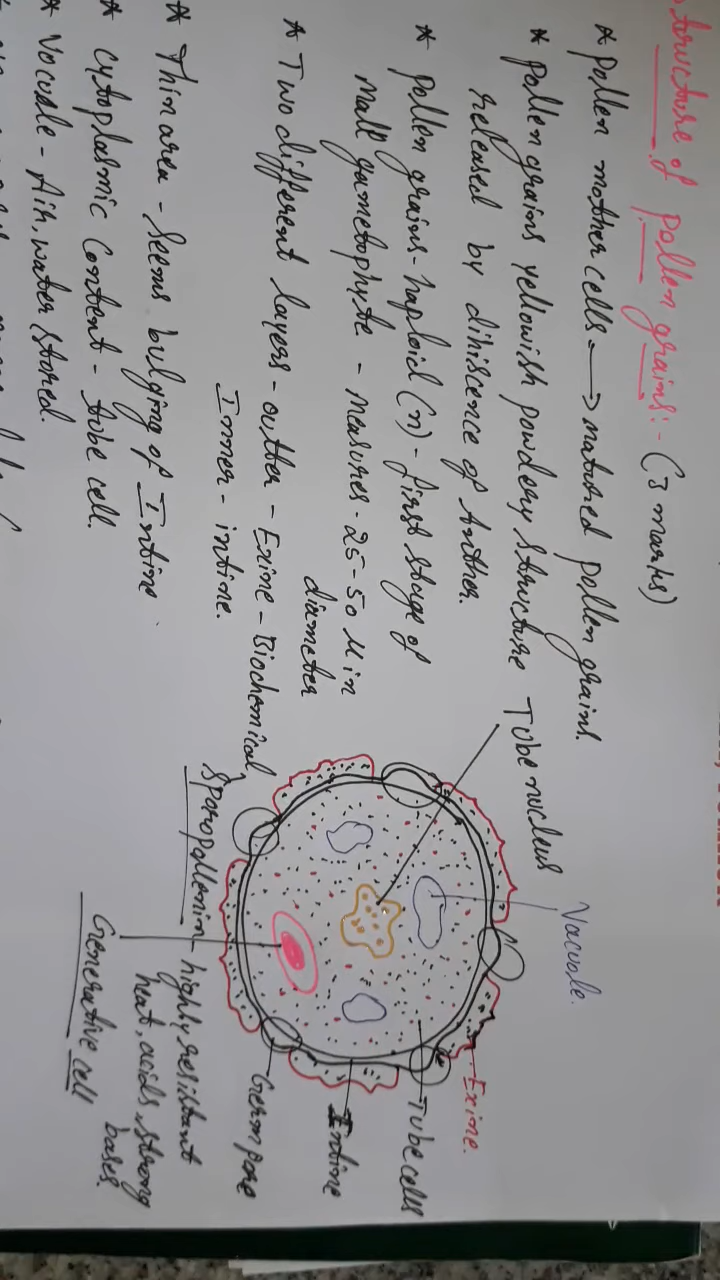 Structure of pollen grains:- (3 marks)
* Pollen mother cells → matured pollen grains.
* Pollen grains yellowish powdery structure
released by dihiscence of Anther.
* Pollen grains - haploid (n) - first stage of
male gametophyte - measures - 25-50 μ in
diameter
* Two different layers - outter - Exine - Biochemical,
Inner - intine.
Sporopollenin - highly resistant
heat, acids, strong
bases.
* Thin area - seems bulging of Intine.
* Cytoplasmic content - tube cell.
* Vocuole - Air, water stored.
Tube nucleus
Vacuole.
Exine.
Tube cell
Intine
Germ pore
Generative cell